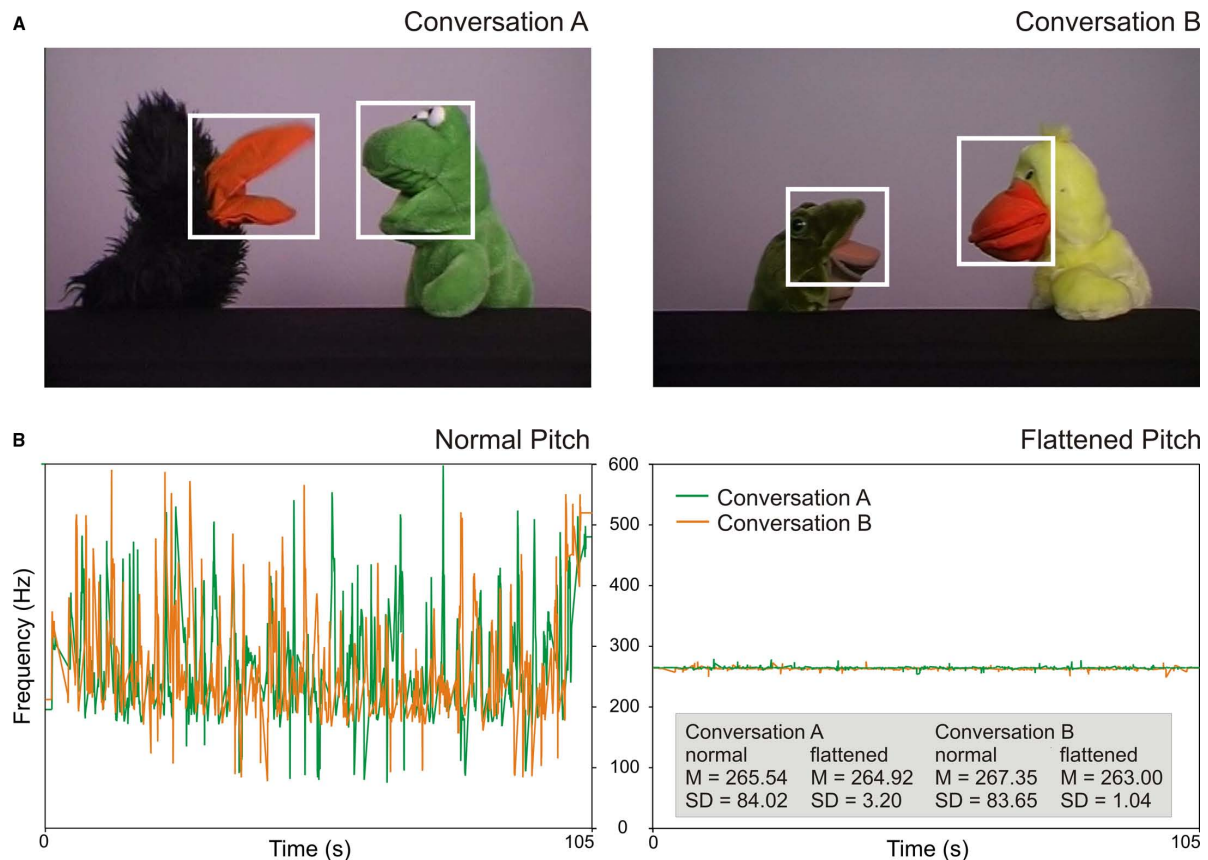 A
Conversation A
Conversation B
B
Normal Pitch
Flattened Pitch
Frequency (Hz)
600
500
400
300
200
100
0
Conversation A
Conversation B
Conversation A
Conversation B
normal flattened normal flattened
M = 265.54 M = 264.92 M = 267.35 M = 263.00
SD = 84.02 SD = 3.20 SD = 83.65 SD = 1.04
0 105
Time (s)
0 105
Time (s)